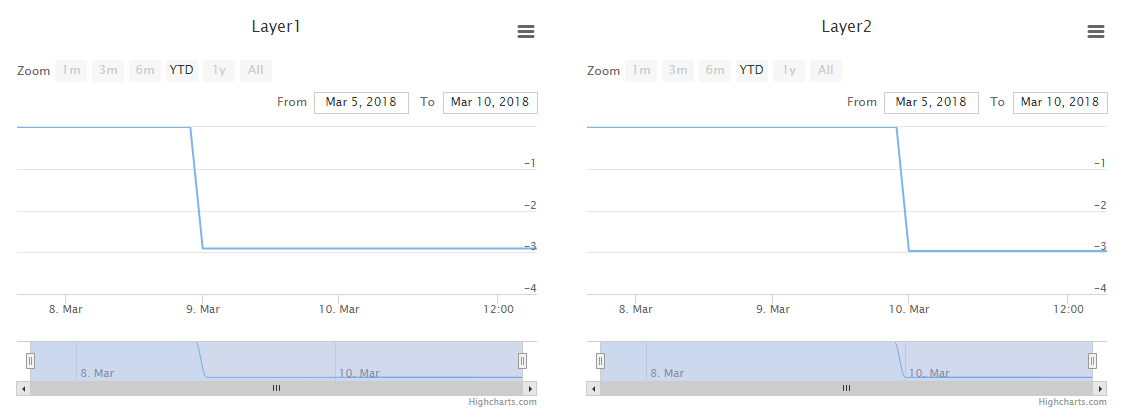 Layer1
Zoom 1m 3m 6m YTD 1y All
From Mar 5, 2018 To Mar 10, 2018
-1
-2
-3
-4
8. Mar 9. Mar 10. Mar 12:00
8. Mar 10. Mar
Highcharts.com
Layer2
Zoom 1m 3m 6m YTD 1y All
From Mar 5, 2018 To Mar 10, 2018
-1
-2
-3
-4
8. Mar 9. Mar 10. Mar 12:00
8. Mar 10. Mar
Highcharts.com